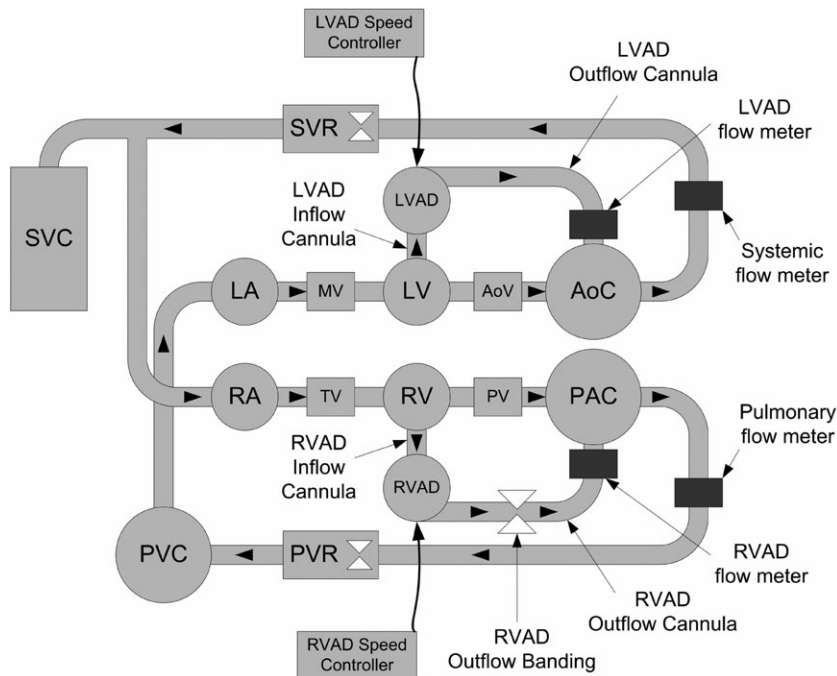 LVAD Speed
Controller
LVAD
Outflow Cannula
LVAD
flow meter
SVR
LVAD
Inflow
Cannula
LVAD
SVC
Systemic
flow meter
LA
MV
LV
AoV
AoC
RA
TV
RV
PV
PAC
Pulmonary
flow meter
RVAD
Inflow
Cannula
RVAD
PVC
PVR
RVAD
flow meter
RVAD
Outflow Cannula
RVAD
Outflow Banding
RVAD Speed
Controller